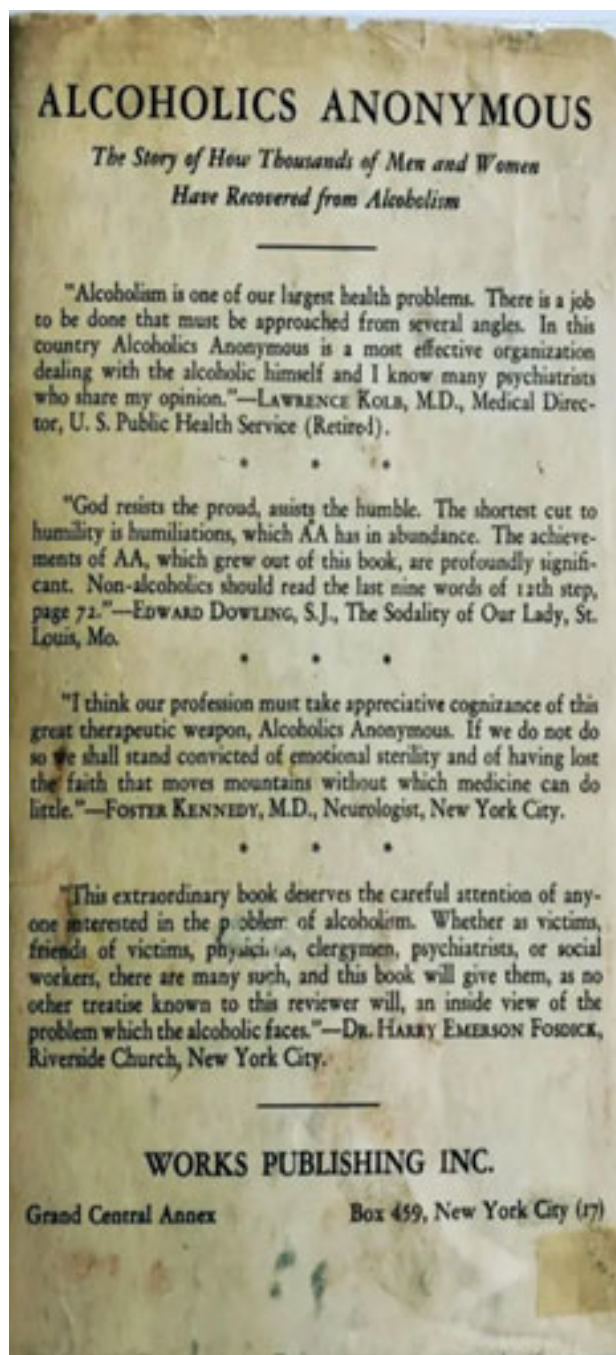 ALCOHOLICS ANONYMOUS
The Story of How Thousands of Men and Women
Have Recovered from Alcoholism
"Alcoholism is one of our largest health problems. There is a job
to be done that must be approached from several angles. In this
country Alcoholics Anonymous is a most effective organization
dealing with the alcoholic himself and I know many psychiatrists
who share my opinion."—LAWRENCE KOLB, M.D., Medical Direc-
tor, U. S. Public Health Service (Retired).
* * *
"God resists the proud, assists the humble. The shortest cut to
humility is humiliations, which AA has in abundance. The achieve-
ments of AA, which grew out of this book, are profoundly signifi-
cant. Non-alcoholics should read the last nine words of 12th step,
page 72."—EDWARD DOWLING, S.J., The Sodality of Our Lady, St.
Louis, Mo.
* * *
"I think our profession must take appreciative cognizance of this
great therapeutic weapon, Alcoholics Anonymous. If we do not do
so we shall stand convicted of emotional sterility and of having lost
the faith that moves mountains without which medicine can do
little."—FOSTER KENNEDY, M.D., Neurologist, New York City.
* * *
"This extraordinary book deserves the careful attention of any-
one interested in the problem of alcoholism. Whether as victims,
friends of victims, physicians, clergymen, psychiatrists, or social
workers, there are many such, and this book will give them, as no
other treatise known to this reviewer will, an inside view of the
problem which the alcoholic faces."—DR. HARRY EMERSON FOSDICK,
Riverside Church, New York City.
WORKS PUBLISHING INC.
Grand Central Annex Box 459, New York City (17)